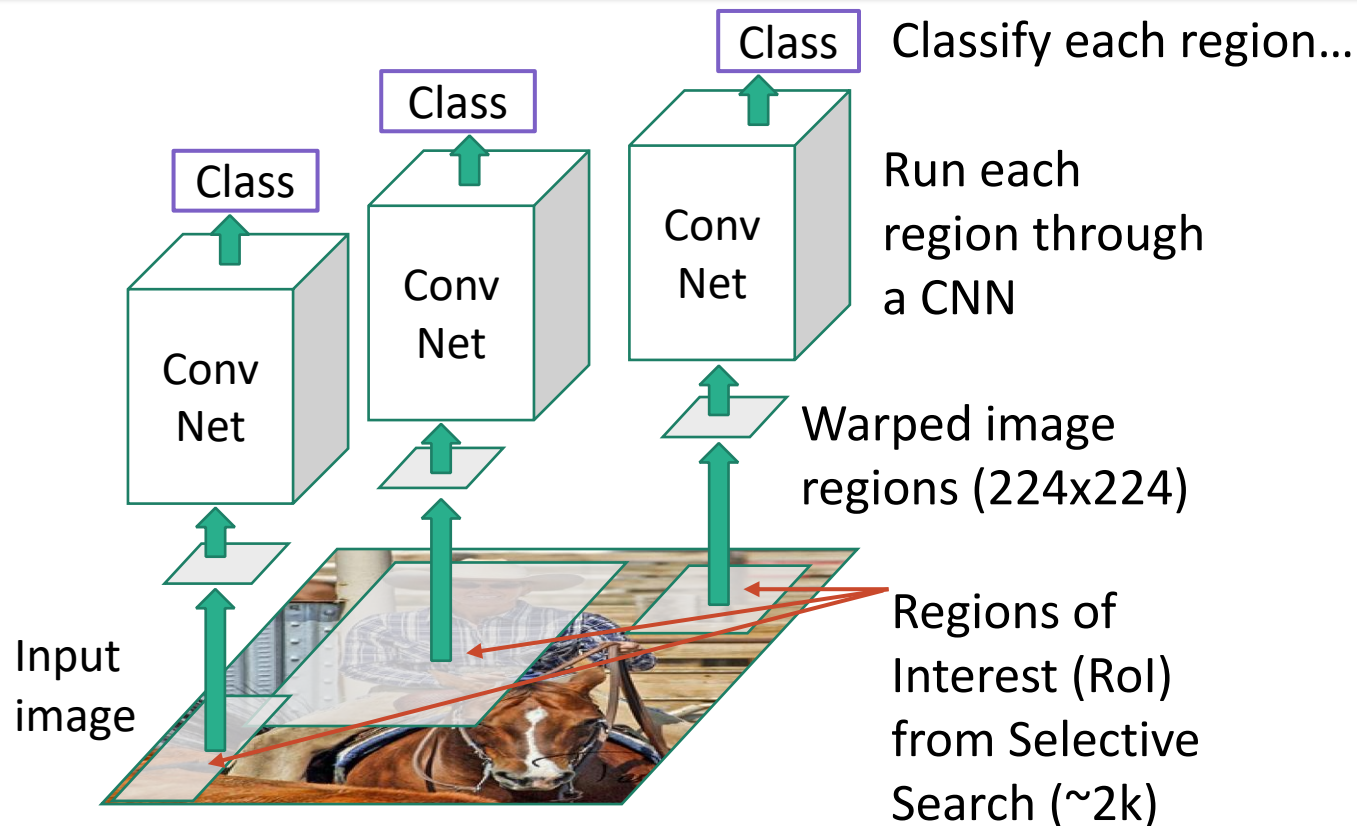 Class
Classify each region…
Class
Class
Run each
region through
a CNN
Conv
Net
Conv
Net
Conv
Net
Warped image
regions (224x224)
Input
image
Regions of
Interest (RoI)
from Selective
Search (~2k)